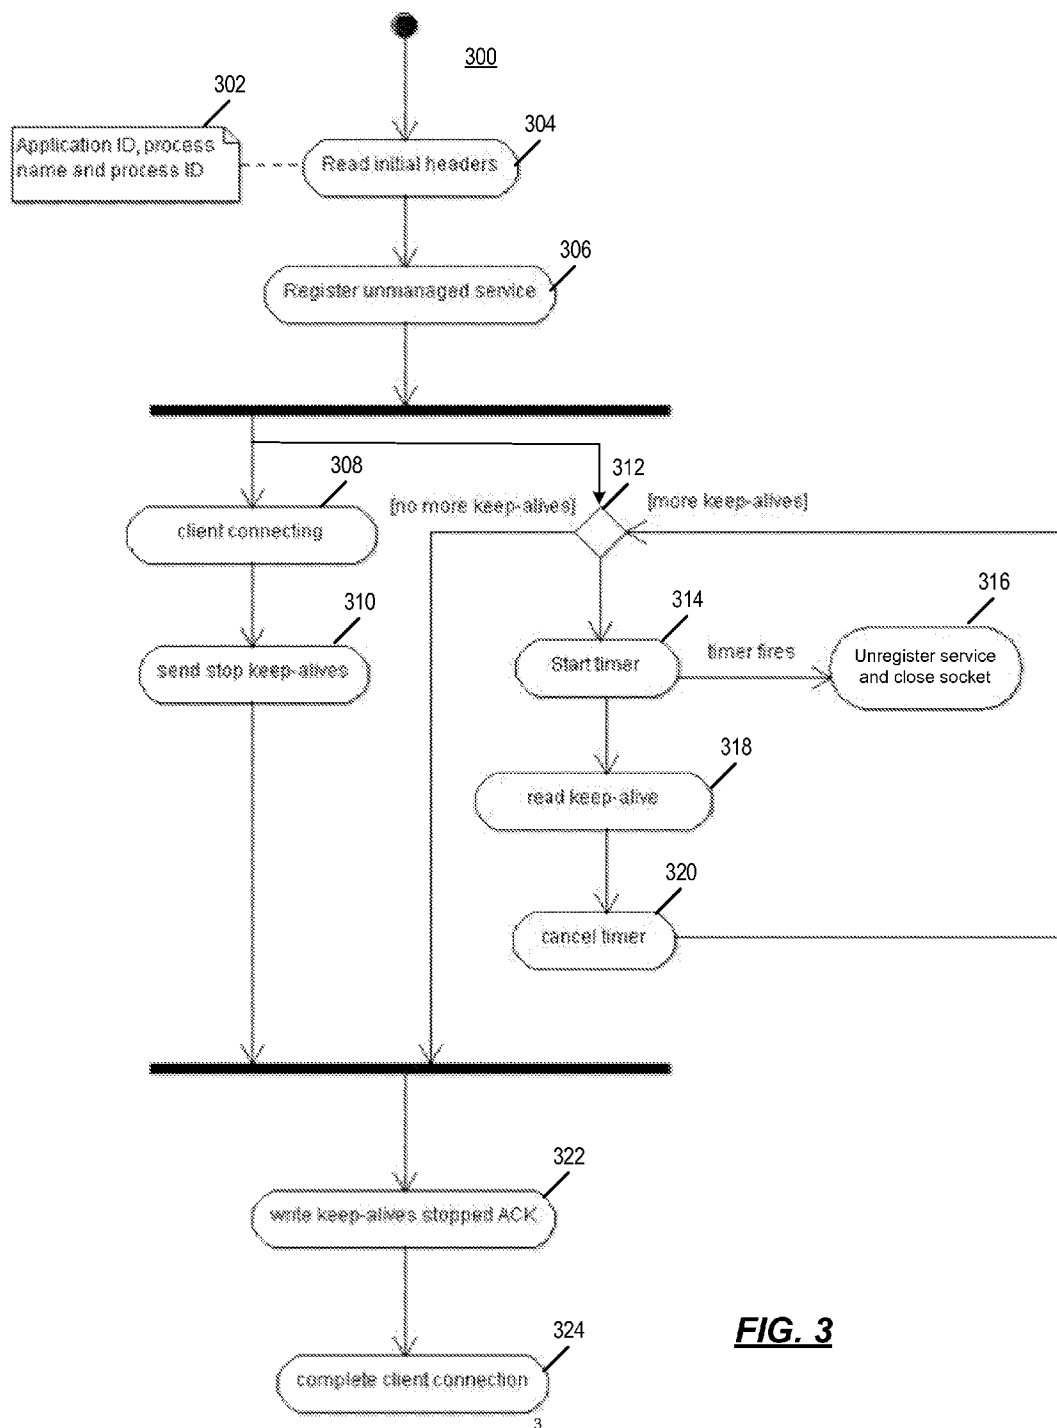 300
302
Application ID, process
name and process ID
304
Read initial headers
306
Register unmanaged service
308
client connecting
310
send stop keep-alives
[no more keep-alives]
312
[more keep-alives]
314
Start timer
timer fires
316
Unregister service
and close socket
318
read keep-alive
320
cancel timer
322
write keep-alives stopped ACK
324
complete client connection
FIG. 3
3